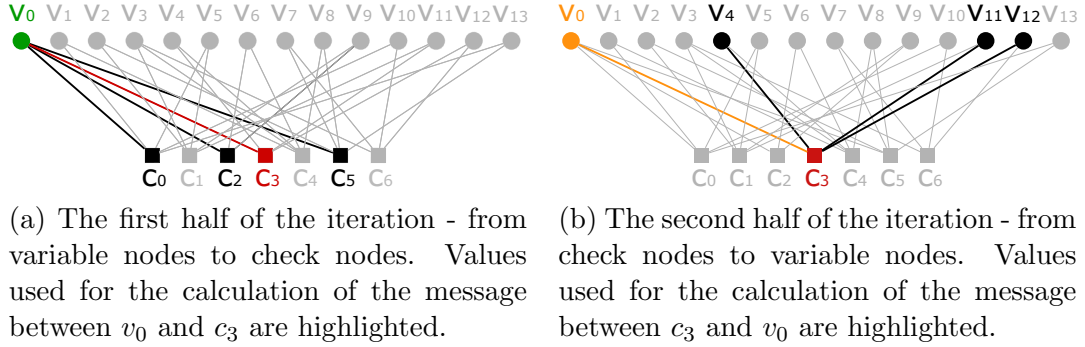 V0 V1 V2 V3 V4 V5 V6 V7 V8 V9 V10 V11 V12 V13
C0 C1 C2 C3 C4 C5 C6
(a) The first half of the iteration - from
variable nodes to check nodes. Values
used for the calculation of the message
between v0 and c3 are highlighted.
V0 V1 V2 V3 V4 V5 V6 V7 V8 V9 V10 V11 V12 V13
C0 C1 C2 C3 C4 C5 C6
(b) The second half of the iteration - from
check nodes to variable nodes. Values
used for the calculation of the message
between c3 and v0 are highlighted.